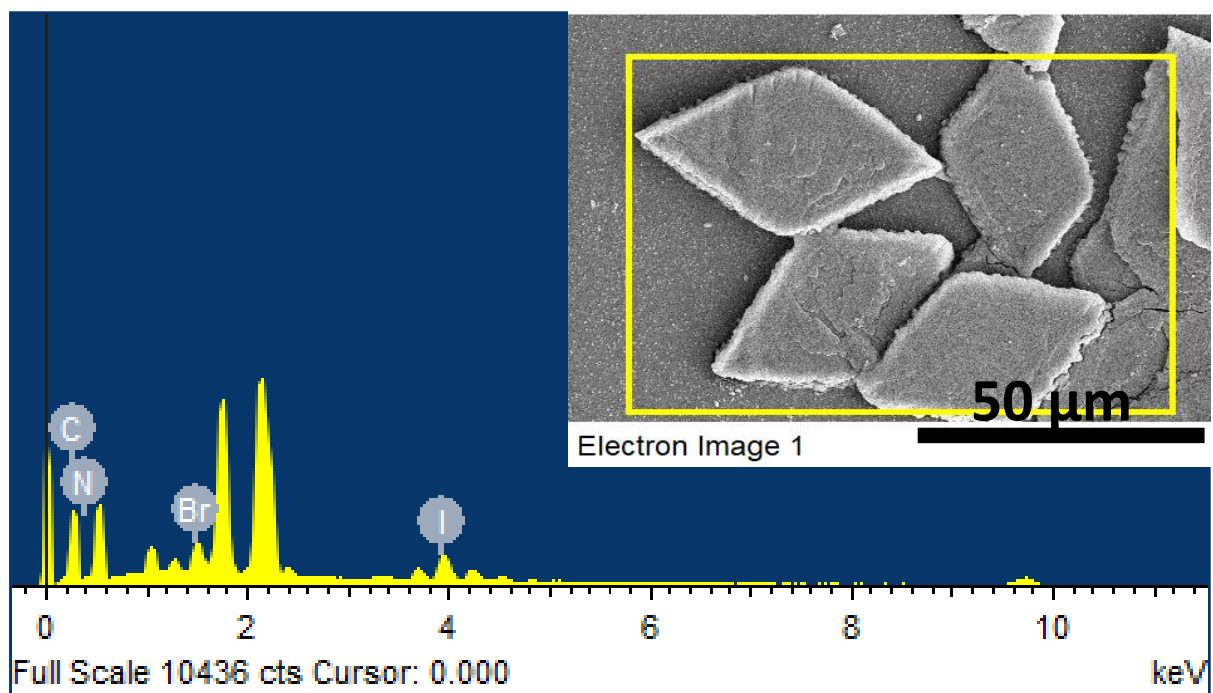 50 µm
Electron Image 1
C
N
Br
I
0 2 4 6 8 10
Full Scale 10436 cts Cursor: 0.000 keV